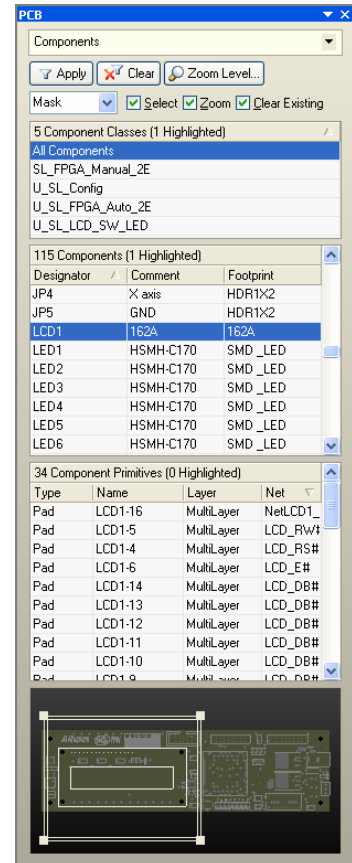 PCB
Components
Apply Clear Zoom Level...
Mask Select Zoom Clear Existing
5 Component Classes (1 Highlighted)
All Components
SL_FPGA_Manual_2E
U_SL_Config
U_SL_FPGA_Auto_2E
U_SL_LCD_SW_LED
115 Components (1 Highlighted)
Designator Comment Footprint
JP4 X axis HDR1X2
JP5 GND HDR1X2
LCD1 162A 162A
LED1 HSMH-C170 SMD _LED
LED2 HSMH-C170 SMD _LED
LED3 HSMH-C170 SMD _LED
LED4 HSMH-C170 SMD _LED
LED5 HSMH-C170 SMD _LED
LED6 HSMH-C170 SMD _LED
34 Component Primitives (0 Highlighted)
Type Name Layer Net
Pad LCD1-16 MultiLayer NetLCD1_
Pad LCD1-5 MultiLayer LCD_RW#
Pad LCD1-4 MultiLayer LCD_RS#
Pad LCD1-6 MultiLayer LCD_E#
Pad LCD1-14 MultiLayer LCD_DB#
Pad LCD1-13 MultiLayer LCD_DB#
Pad LCD1-12 MultiLayer LCD_DB#
Pad LCD1-11 MultiLayer LCD_DB#
Pad LCD1-10 MultiLayer LCD_DB#
Pad LCD1-9 MultiLayer LCD_DB#